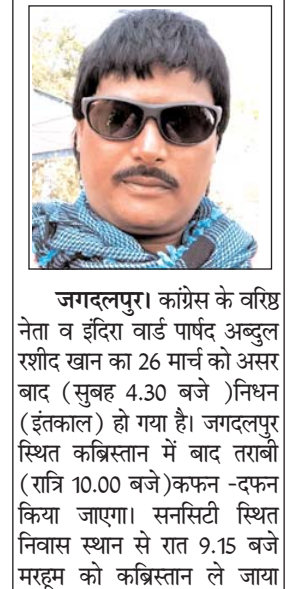 जगदलपुर। कांग्रेस के वरिष्ठ
नेता व इंदिरा वार्ड पार्षद अब्दुल
रशीद खान का 26 मार्च को असर
बाद (सुबह 4.30 बजे )निधन
(इंतकाल) हो गया है। जगदलपुर
स्थित कब्रिस्तान में बाद तराबी
(रात्रि 10.00 बजे)कफन -दफन
किया जाएगा। सनसिटी स्थित
निवास स्थान से रात 9.15 बजे
मरहूम को कब्रिस्तान ले जाया